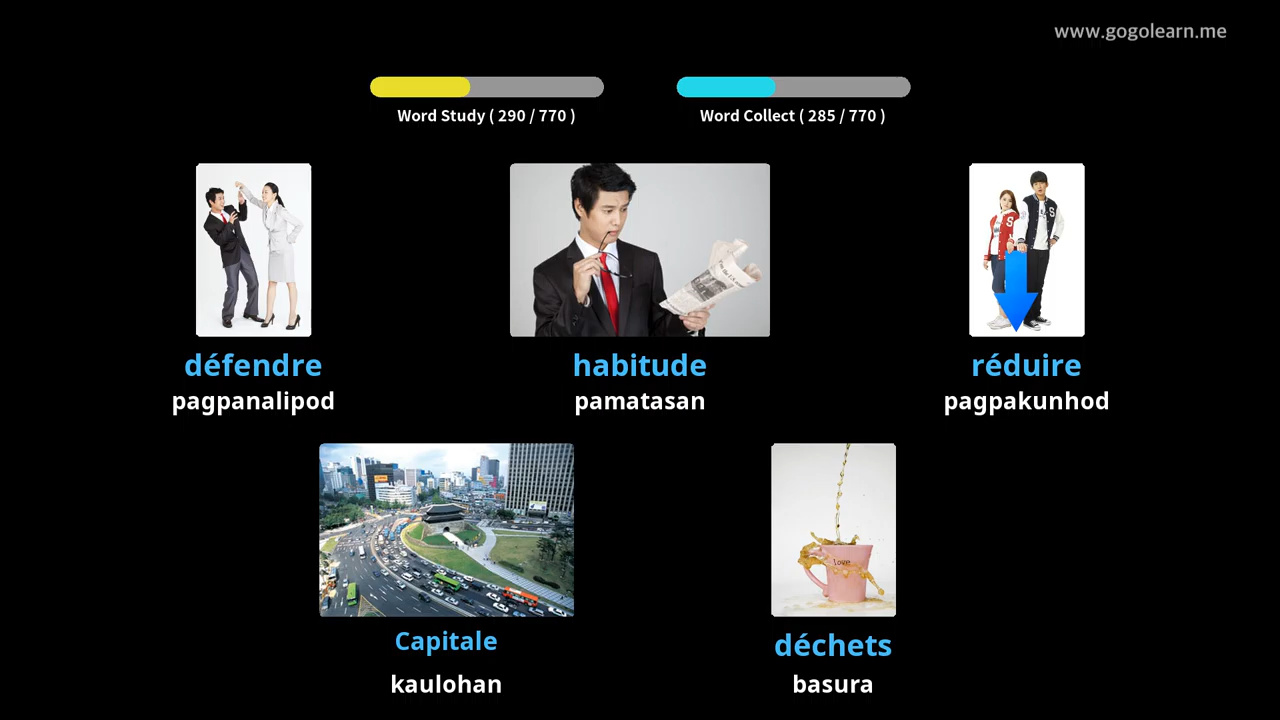 www.gogolearn.me
Word Study ( 290 / 770 )
Word Collect ( 285 / 770 )
défendre
pagpanalipod
habitude
pamatasan
réduire
pagpakunhod
Capitale
kaulohan
love
déchets
basura